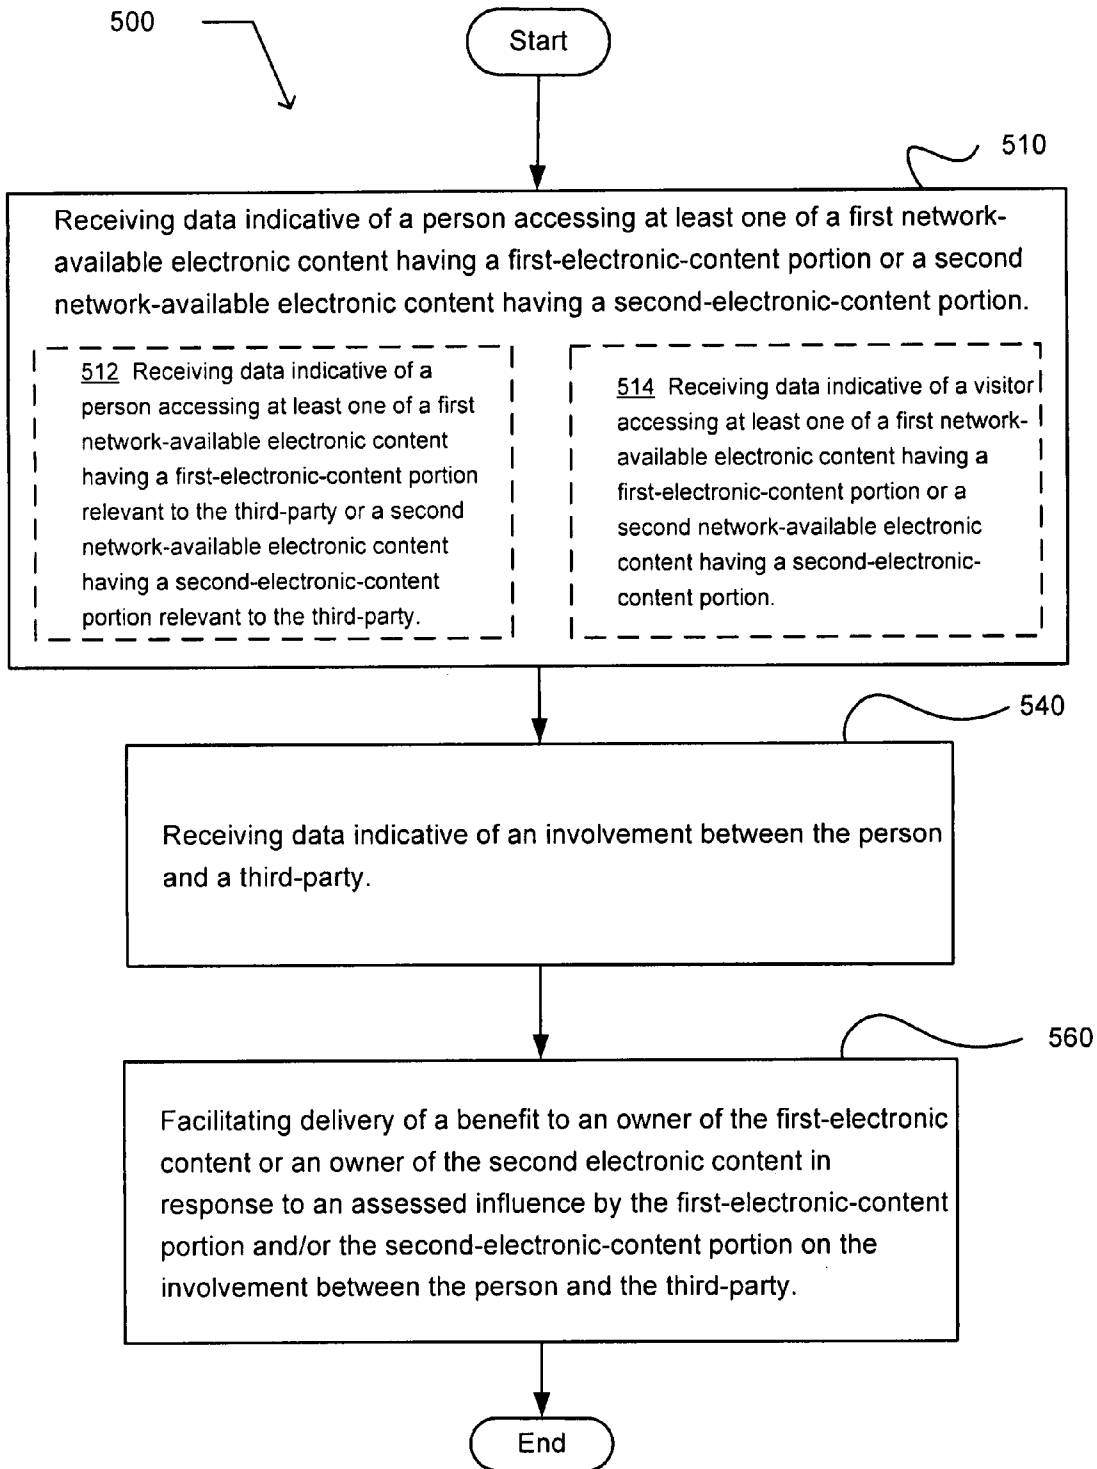 500
Start
510
Receiving data indicative of a person accessing at least one of a first network-
available electronic content having a first-electronic-content portion or a second
network-available electronic content having a second-electronic-content portion.
512 Receiving data indicative of a
person accessing at least one of a first
network-available electronic content
having a first-electronic-content portion
relevant to the third-party or a second
network-available electronic content
having a second-electronic-content
portion relevant to the third-party.
514 Receiving data indicative of a visitor
accessing at least one of a first network-
available electronic content having a
first-electronic-content portion or a
second network-available electronic
content having a second-electronic-
content portion.
540
Receiving data indicative of an involvement between the person
and a third-party.
560
Facilitating delivery of a benefit to an owner of the first-electronic
content or an owner of the second electronic content in
response to an assessed influence by the first-electronic-content
portion and/or the second-electronic-content portion on the
involvement between the person and the third-party.
End